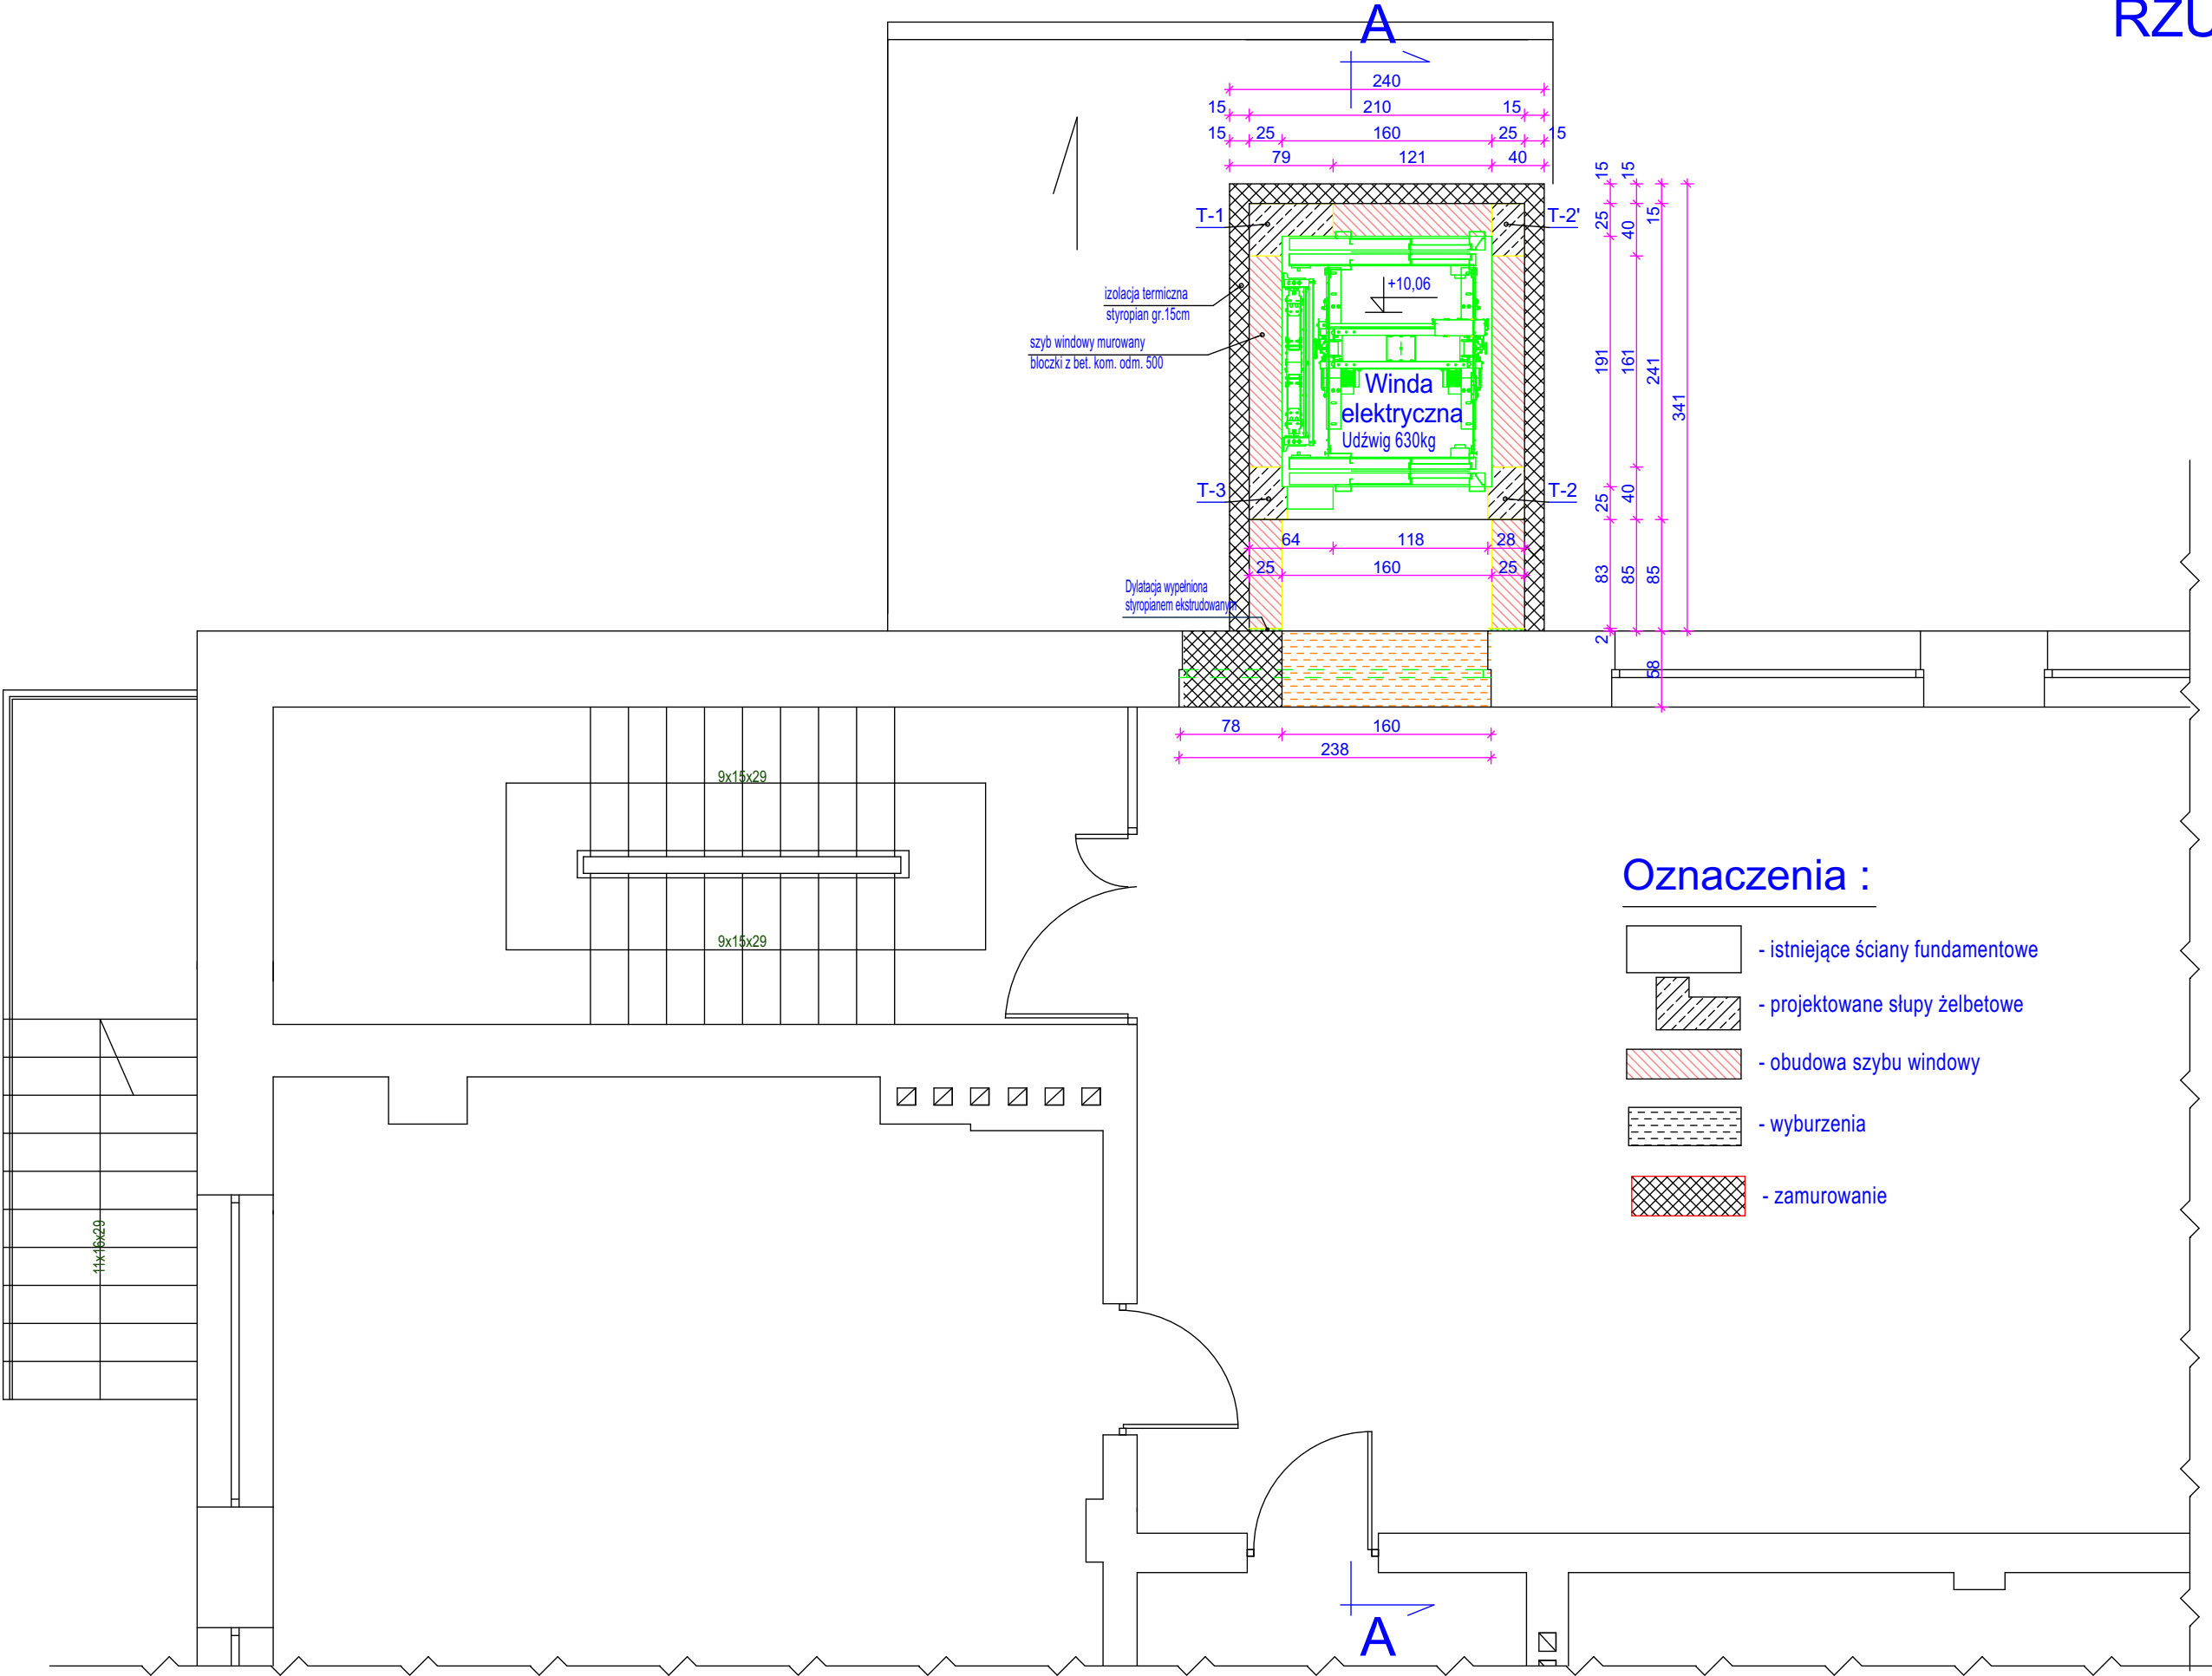 RZU
A
240
15 210 15
15 25 160 25 15
79 121 40
15 15
T-1
T-2'
25 40 15
izolacja termiczna
styropian gr.15cm
+10,06
szyb windowy murowany
bloczki z bet. kom. odm. 500
191 161 241 341
Winda
elektryczna
Udźwig 630kg
T-3
T-2
25 40
64 118 28
25 160 25
83 85 85
Dylatacja wypełniona
styropianem ekstrudowanym
2
58
78 160
238
9x15x29
9x15x29
Oznaczenia :
- istniejące ściany fundamentowe
- projektowane słupy żelbetowe
- obudowa szybu windowy
- wyburzenia
- zamurowanie
11x16x29
A